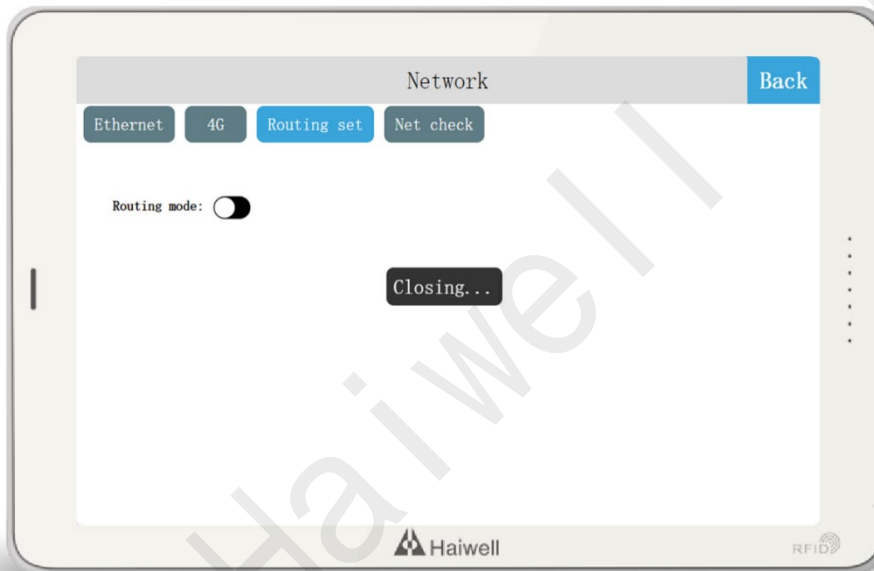 Network
Back
Ethernet
4G
Routing set
Net check
Routing mode:
Closing...
Haiwell
Haiwell
RFID